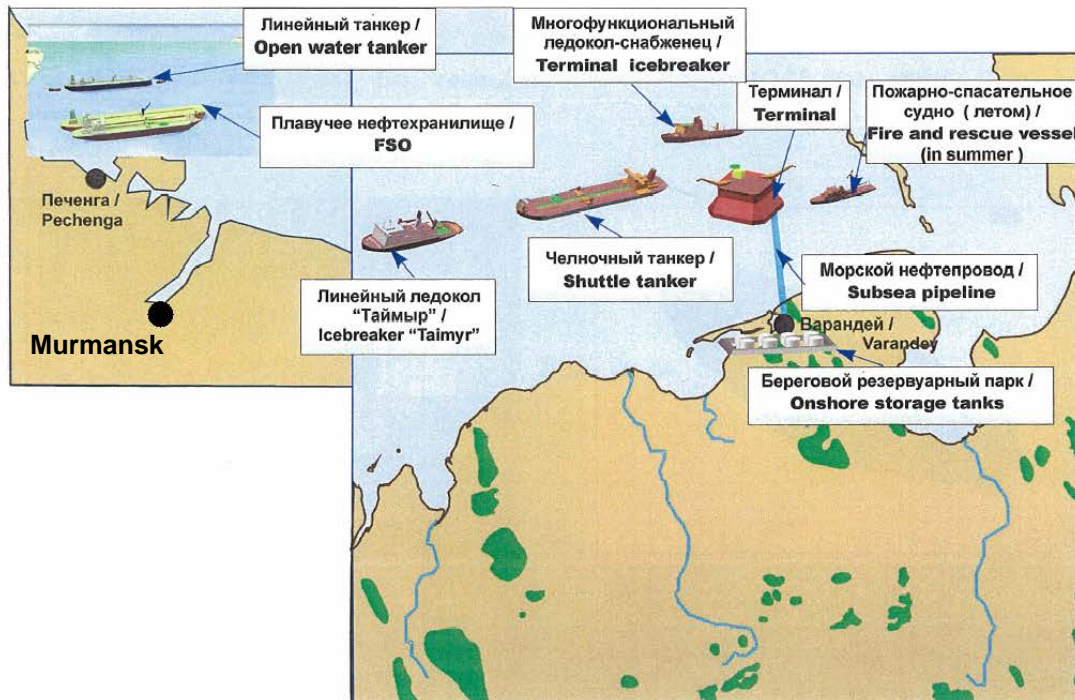 Линейный танкер /
Open water tanker
Плавучее нефтехранилище /
FSO
Печенга /
Pechenga
Murmansk
Линейный ледокол
“Таймыр” /
Icebreaker “Taimyr”
Многофункциональный
ледокол-снабженец /
Terminal icebreaker
Терминал /
Terminal
Пожарно-спасательное
судно ( летом) /
Fire and rescue vessel
(in summer )
Челночный танкер /
Shuttle tanker
Морской нефтепровод /
Subsea pipeline
Варандей /
Varandey
Береговой резервуарный парк /
Onshore storage tanks